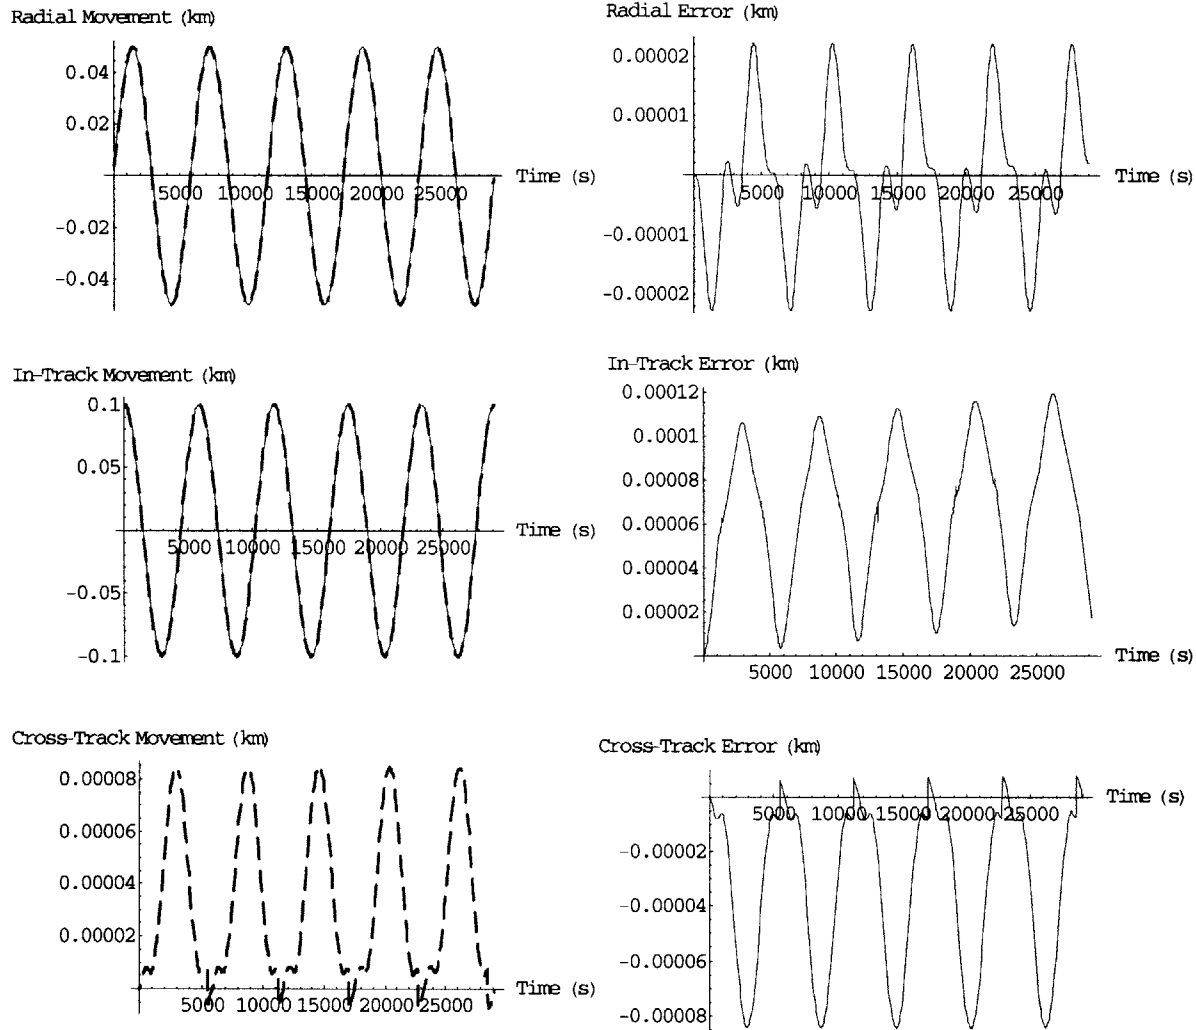 Radial Movement (km)
0.04
0.02
-0.02
-0.04
5000 10000 15000 20000 25000
Time (s)
Radial Error (km)
0.00002
0.00001
-0.00001
-0.00002
5000 10000 15000 20000 25000
Time (s)
In-Track Movement (km)
0.1
0.05
-0.05
-0.1
5000 10000 15000 20000 25000
Time (s)
In-Track Error (km)
0.00012
0.0001
0.00008
0.00006
0.00004
0.00002
5000 10000 15000 20000 25000
Time (s)
Cross-Track Movement (km)
0.00008
0.00006
0.00004
0.00002
5000 10000 15000 20000 25000
Time (s)
Cross-Track Error (km)
-0.00002
-0.00004
-0.00006
-0.00008
5000 10000 15000 20000 25000
Time (s)